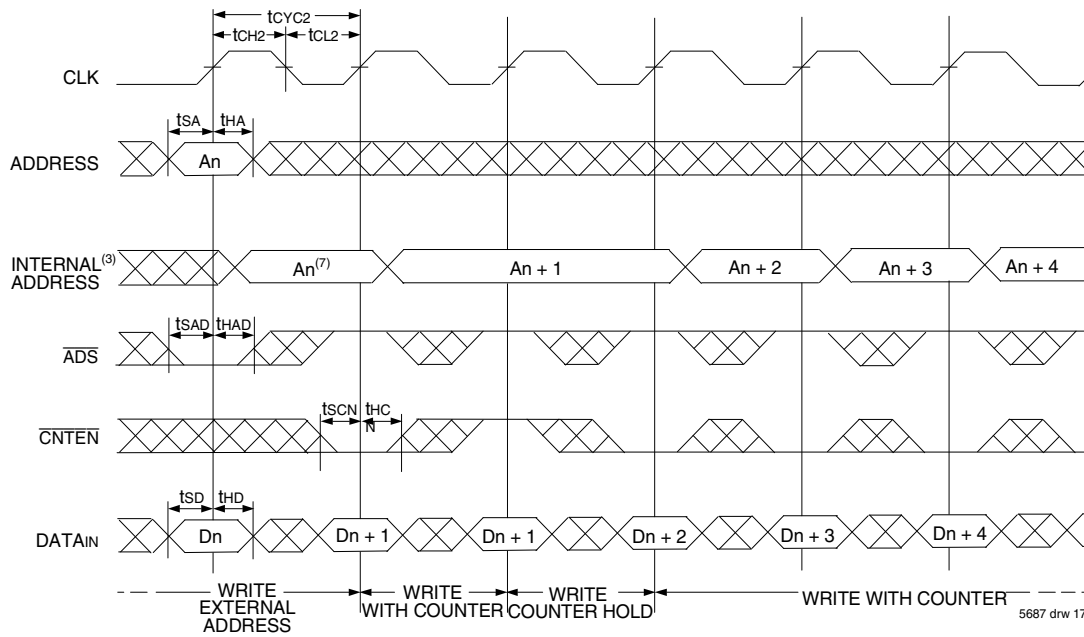 tCYC2
tCH2 tCL2
CLK
tSA tHA
ADDRESS An
INTERNAL(3) ADDRESS An(7) An + 1 An + 2 An + 3 An + 4
tSAD tHAD
ADS
tSCN tHCN
CNTEN
tSD tHD
DATAIN Dn Dn + 1 Dn + 1 Dn + 2 Dn + 3 Dn + 4
WRITE EXTERNAL ADDRESS
WRITE WITH COUNTER
WRITE COUNTER HOLD
WRITE WITH COUNTER
5687 drw 17